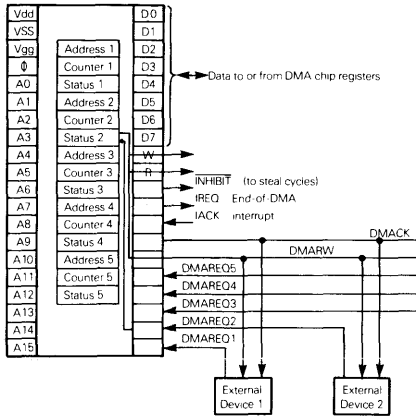 Vdd D0
VSS D1
Vgg Address 1 D2
Φ Counter 1 D3
A0 Status 1 D4 Data to or from DMA chip registers
A1 Address 2 D5
A2 Counter 2 D6
A3 Status 2 D7
A4 Address 3 W
A5 Counter 3 R
INHIBIT (to steal cycles)
A6 Status 3
A7 Address 4 IREQ End-of-DMA
A8 Counter 4 IACK interrupt
DMACK
A9 Status 4
DMARW
A10 Address 5
A11 Counter 5 DMAREQ5
A12 Status 5 DMAREQ4
A13 DMAREQ3
A14 DMAREQ2
A15 DMAREQ1
External Device 1
External Device 2